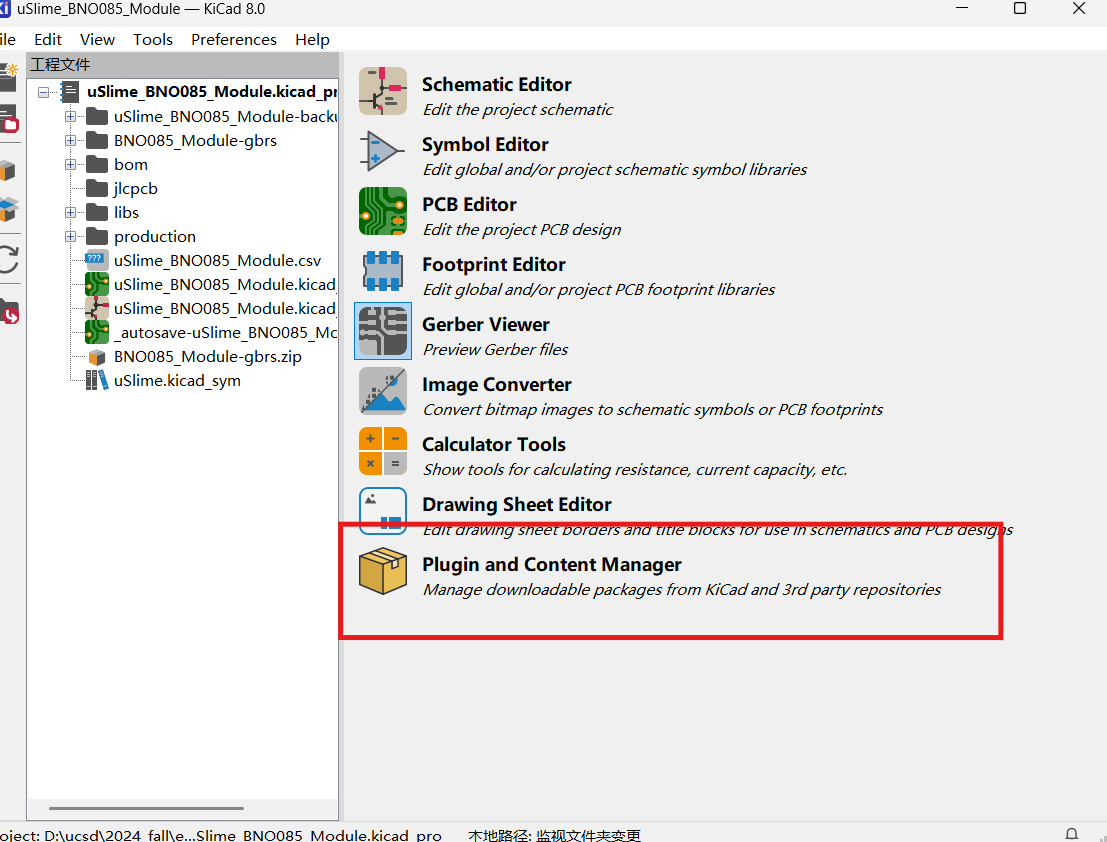 uSlime_BNO085_Module — KiCad 8.0
ile Edit View Tools Preferences Help
工程文件
uSlime_BNO085_Module.kicad_pr
uSlime_BNO085_Module-backu
BNO085_Module-gbrs
bom
jlcpcb
libs
production
uSlime_BNO085_Module.csv
uSlime_BNO085_Module.kicad_
uSlime_BNO085_Module.kicad_
_autosave-uSlime_BNO085_Mo
BNO085_Module-gbrs.zip
uSlime.kicad_sym
Schematic Editor
Edit the project schematic
Symbol Editor
Edit global and/or project schematic symbol libraries
PCB Editor
Edit the project PCB design
Footprint Editor
Edit global and/or project PCB footprint libraries
Gerber Viewer
Preview Gerber files
Image Converter
Convert bitmap images to schematic symbols or PCB footprints
Calculator Tools
Show tools for calculating resistance, current capacity, etc.
Drawing Sheet Editor
Edit drawing sheet borders and title blocks for use in schematics and PCB designs
Plugin and Content Manager
Manage downloadable packages from KiCad and 3rd party repositories
oject: D:\ucsd\2024_fall\e...Slime_BNO085_Module.kicad_pro 本地路径: 监视文件夹变更